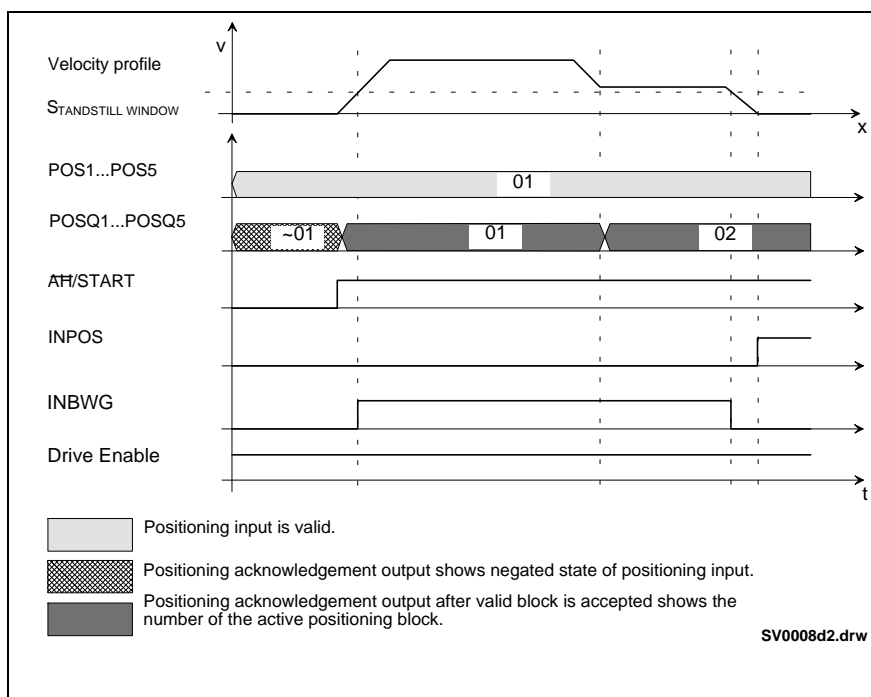 v
Velocity profile
STANDSTILL WINDOW
x
POS1...POS5
01
POSQ1...POSQ5
~01
01
02
AH/START
INPOS
INBWG
Drive Enable
t
Positioning input is valid.
Positioning acknowledgement output shows negated state of positioning input.
Positioning acknowledgement output after valid block is accepted shows the
number of the active positioning block.
SV0008d2.drw